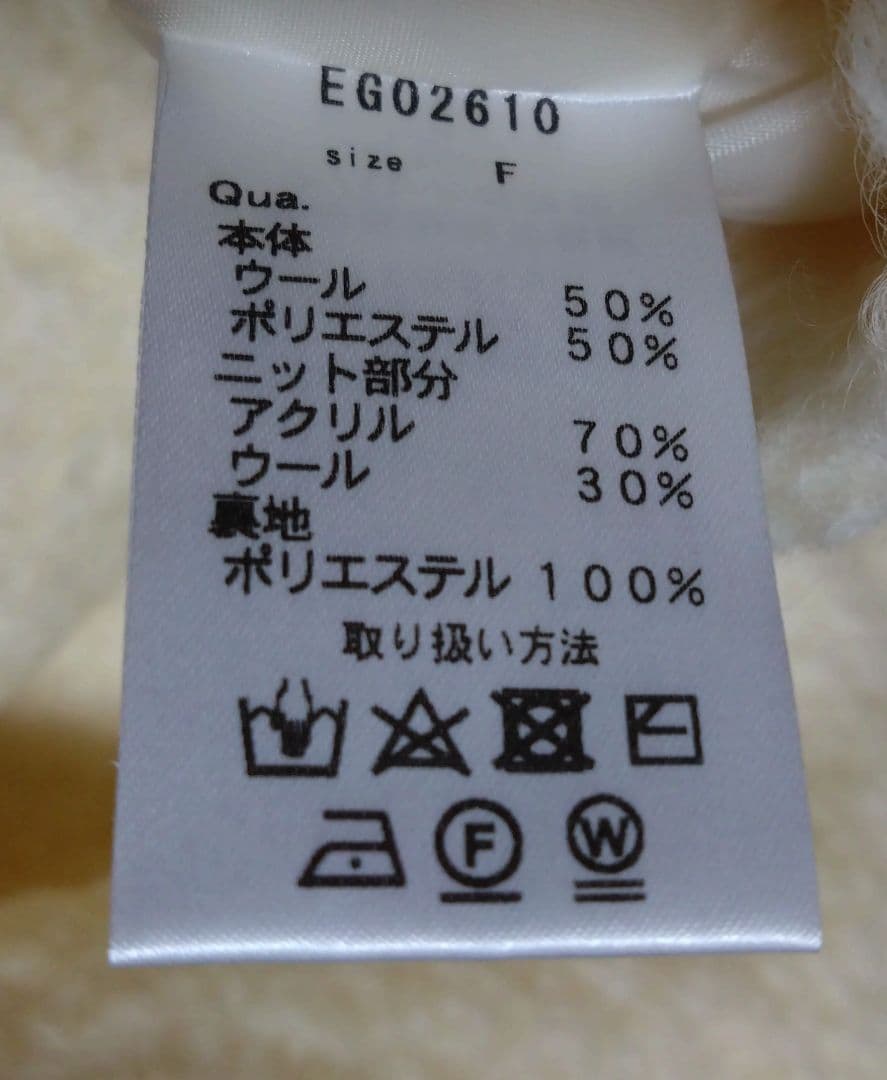 EG02610
size F
Qua.
本体
ウール 50%
ポリエステル 50%
ニット部分
アクリル 70%
ウール 30%
裏地
ポリエステル 100%
取り扱い方法
F W